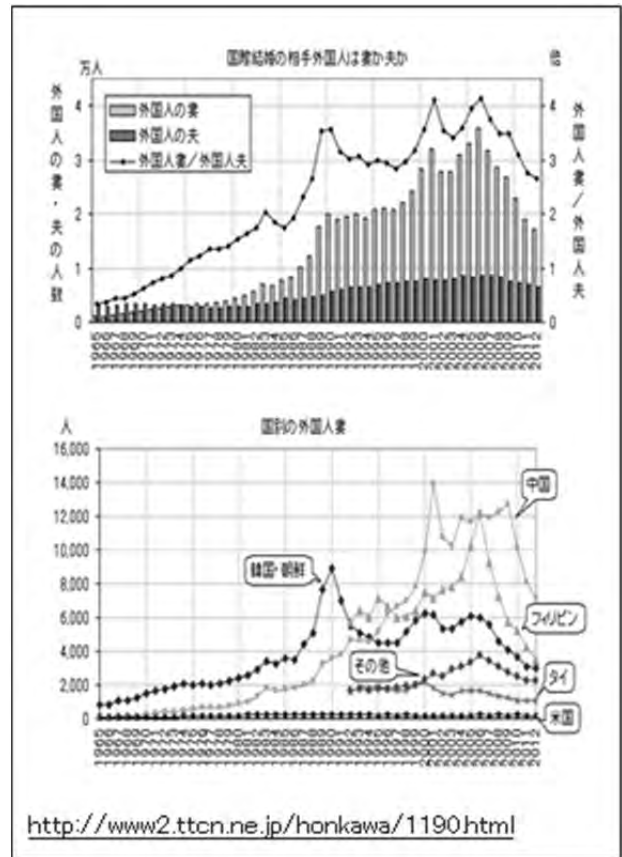 国際結婚の相手外国人は妻か夫か
万人
倍
外国人の妻・夫の人数
外国人妻/外国人夫
外国人の妻
外国人の夫
外国人妻/外国人夫
4
3
2
1
0
4
3
2
1
0
国別の外国人妻
人
16,000
14,000
12,000
10,000
8,000
6,000
4,000
2,000
0
中国
韓国・朝鮮
フィリピン
その他
タイ
米国
http://www2.ttcn.ne.jp/honkawa/1190.html